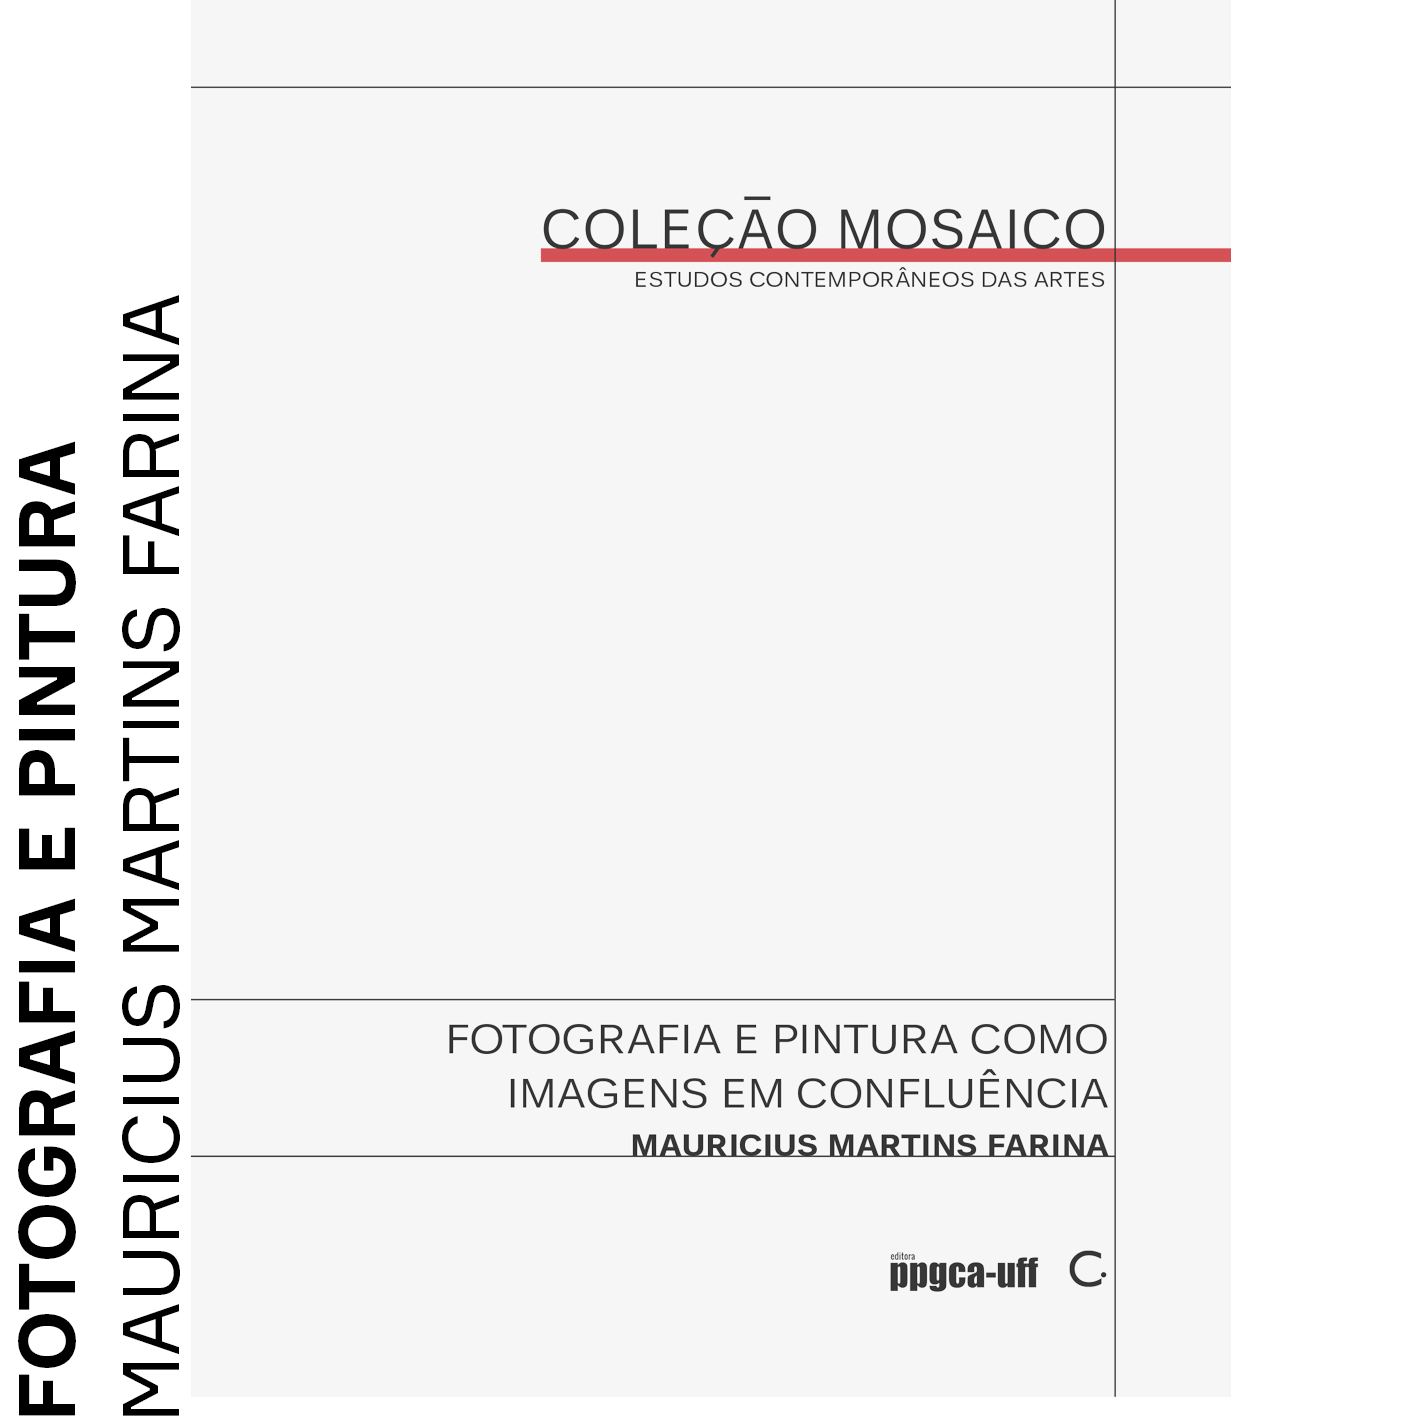 FOTOGRAFIA E PINTURA
MAURICIUS MARTINS FARINA
COLEÇÃO MOSAICO
ESTUDOS CONTEMPORÂNEOS DAS ARTES
FOTOGRAFIA E PINTURA COMO
IMAGENS EM CONFLUÊNCIA
MAURICIUS MARTINS FARINA
editora
ppgca-uff C.